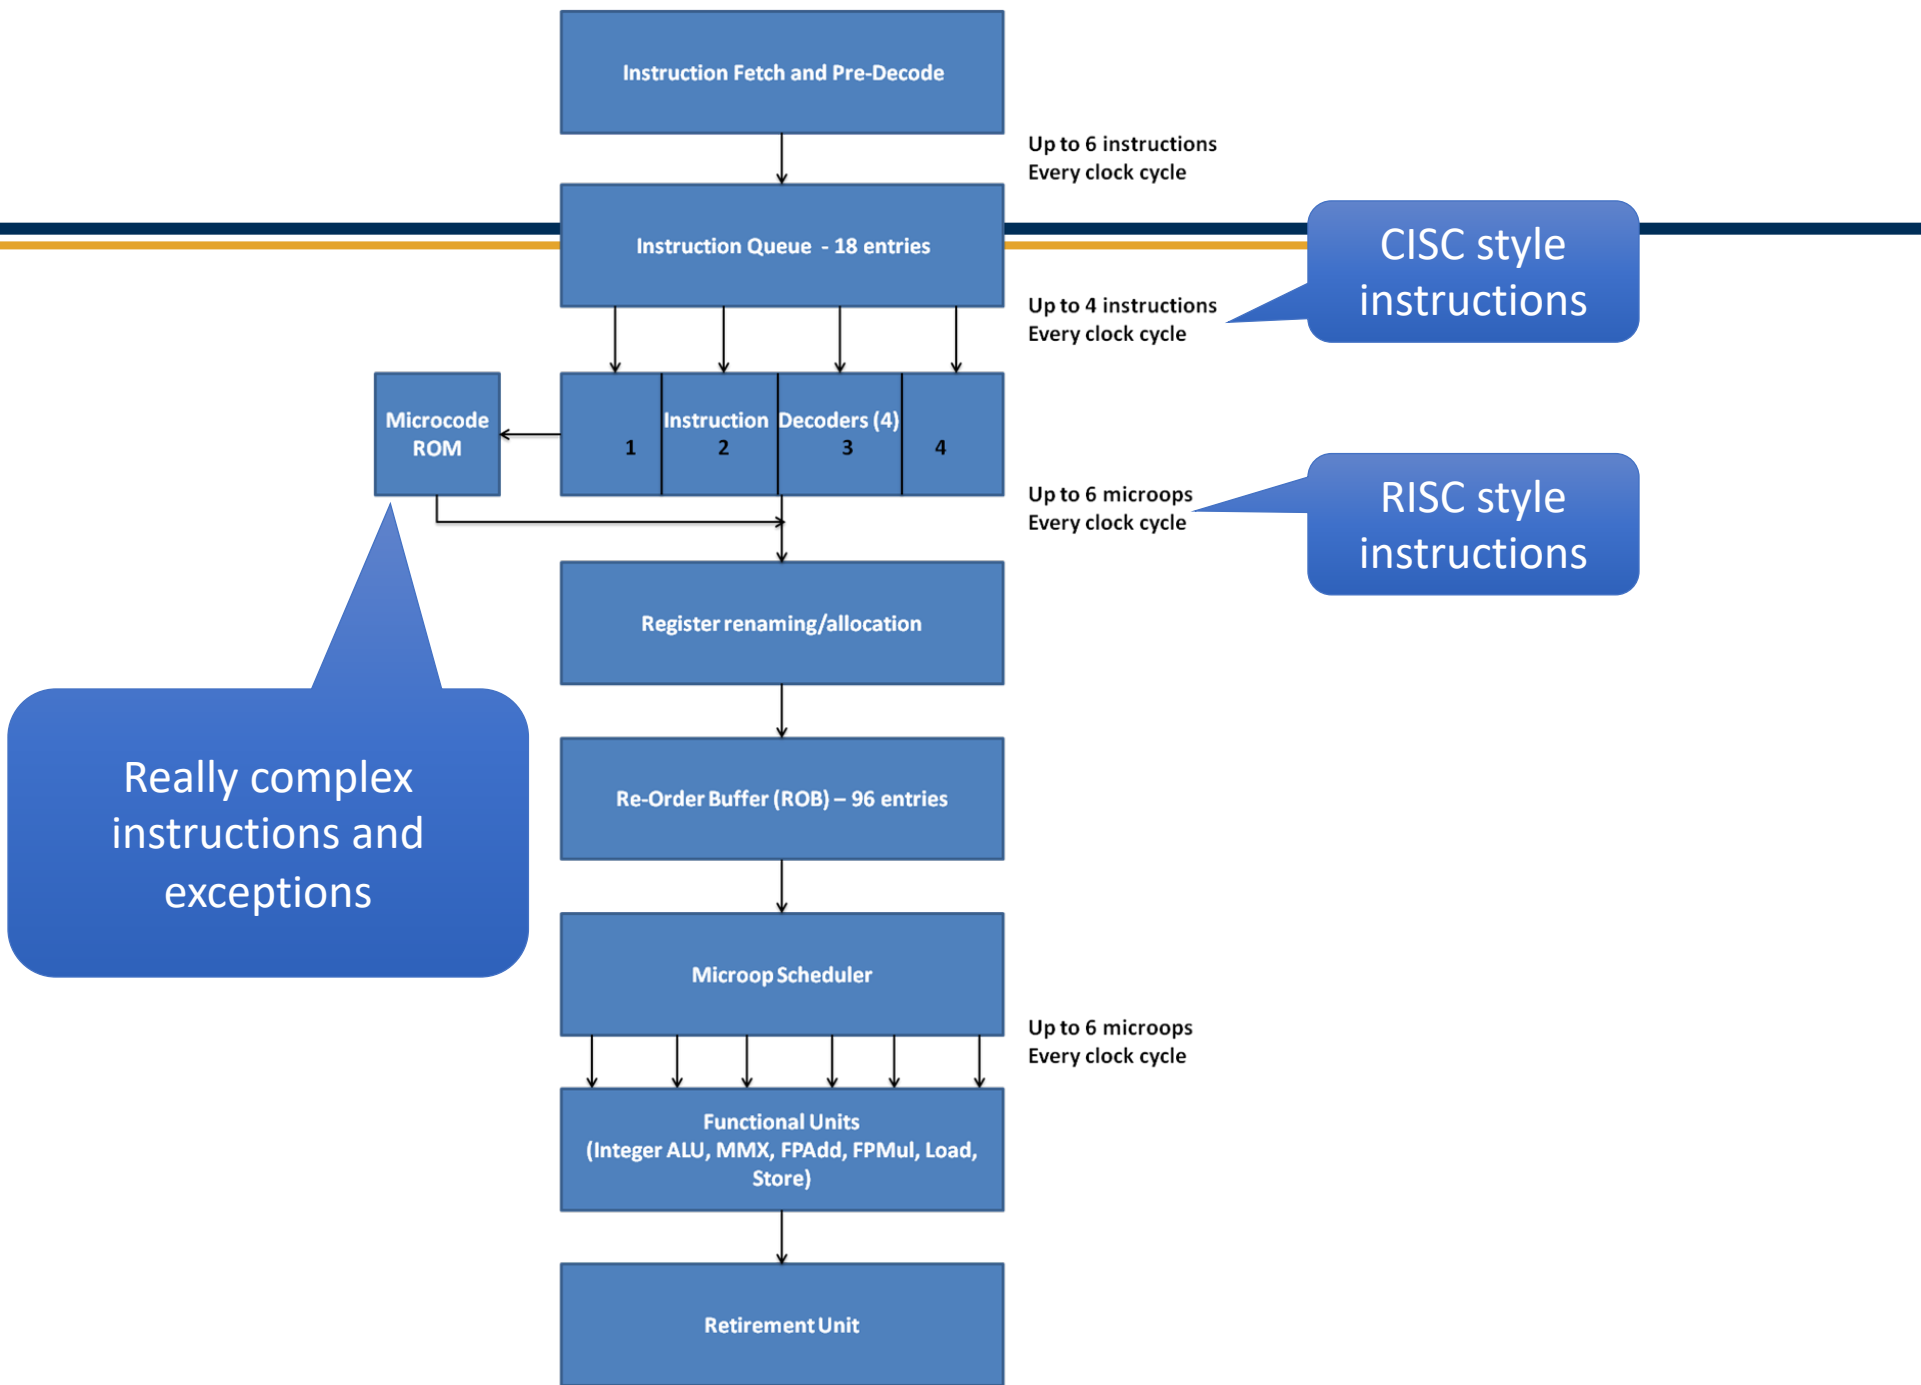 Instruction Fetch and Pre-Decode
Up to 6 instructions
Every clock cycle
Instruction Queue - 18 entries
CISC style
instructions
Up to 4 instructions
Every clock cycle
Microcode
ROM
Instruction Decoders (4)
1 2 3 4
Up to 6 microops
Every clock cycle
RISC style
instructions
Register renaming/allocation
Really complex
instructions and
exceptions
Re-Order Buffer (ROB) – 96 entries
Microop Scheduler
Up to 6 microops
Every clock cycle
Functional Units
(Integer ALU, MMX, FPAdd, FPMul, Load,
Store)
Retirement Unit